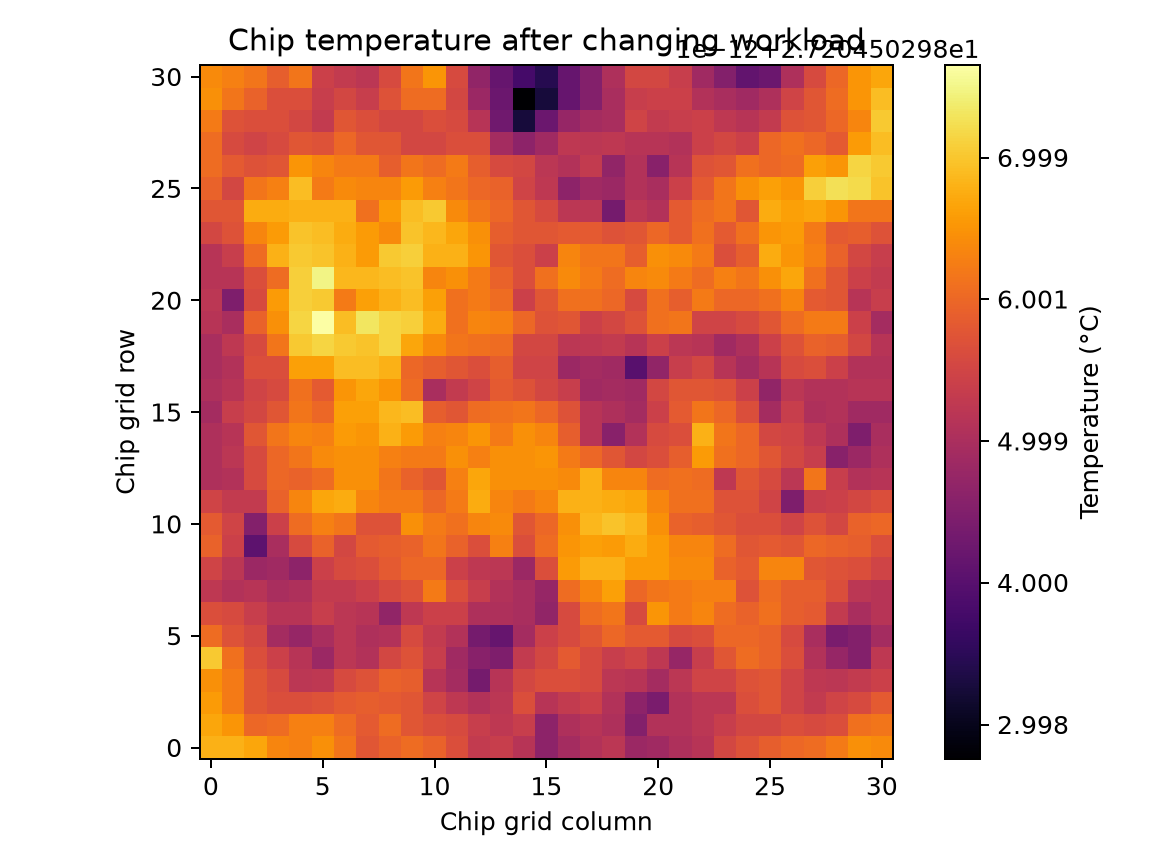 Chip temperature after changing workload
1e−12+2.720450298e1
30
25
20
15
10
5
0
Chip grid row
0 5 10 15 20 25 30
Chip grid column
6.999
6.001
4.999
4.000
2.998
Temperature (°C)